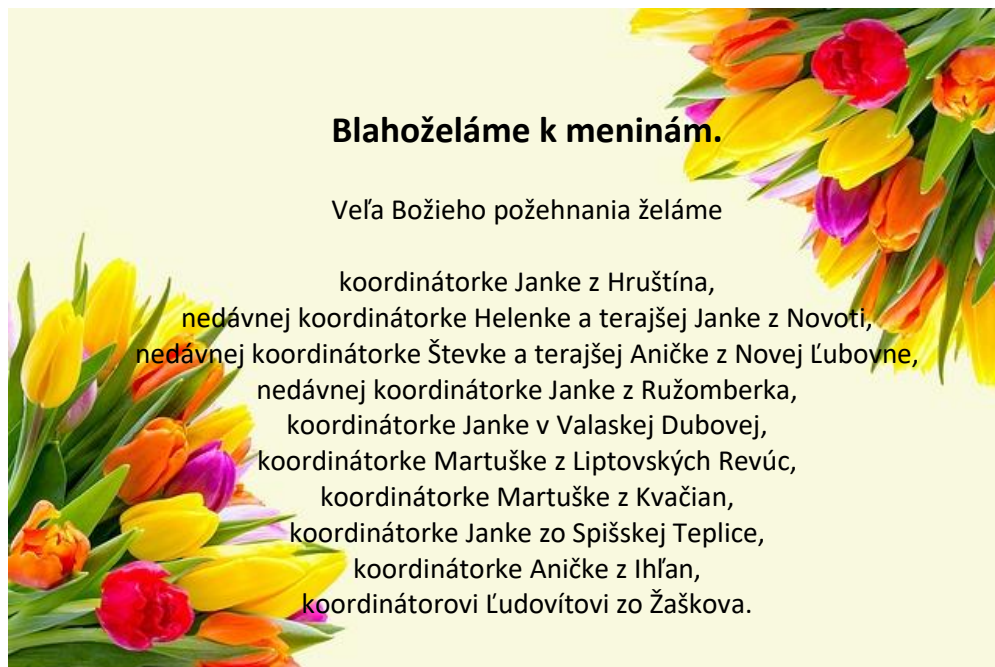 Blahoželáme k meninám.
Veľa Božieho požehnania želáme
koordinátorke Janke z Hruštína,
nedávnej koordinátorke Helenke a terajšej Janke z Novoti,
nedávnej koordinátorke Števke a terajšej Aničke z Novej Ľubovne,
nedávnej koordinátorke Janke z Ružomberka,
koordinátorke Janke v Valaskej Dubovej,
koordinátorke Martuške z Liptovských Revúc,
koordinátorke Martuške z Kvačian,
koordinátorke Janke zo Spišskej Teplice,
koordinátorke Aničke z Ihľan,
koordinátorovi Ľudovítovi zo Žaškova.